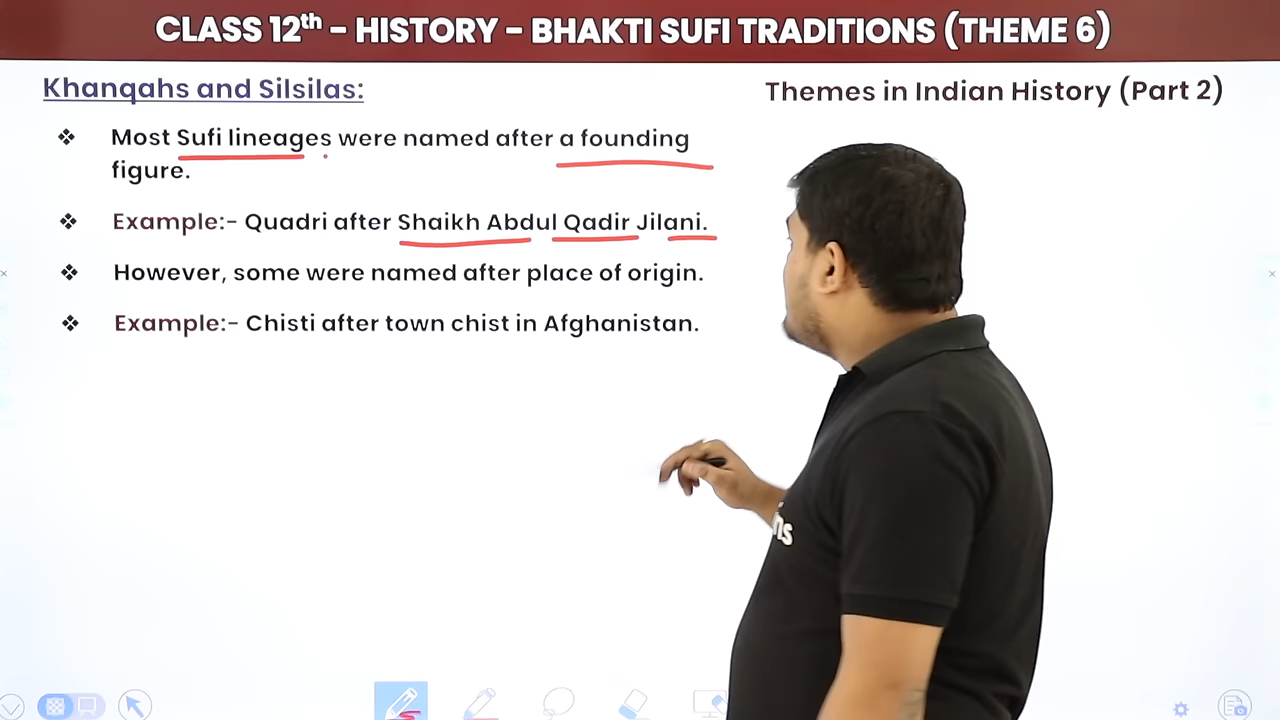 CLASS 12th - HISTORY - BHAKTI SUFI TRADITIONS (THEME 6)
Khanqahs and Silsilas:
Themes in Indian History (Part 2)
❖ Most Sufi lineages were named after a founding
figure.
❖ Example:- Quadri after Shaikh Abdul Qadir Jilani.
❖ However, some were named after place of origin.
❖ Example:- Chisti after town chist in Afghanistan.